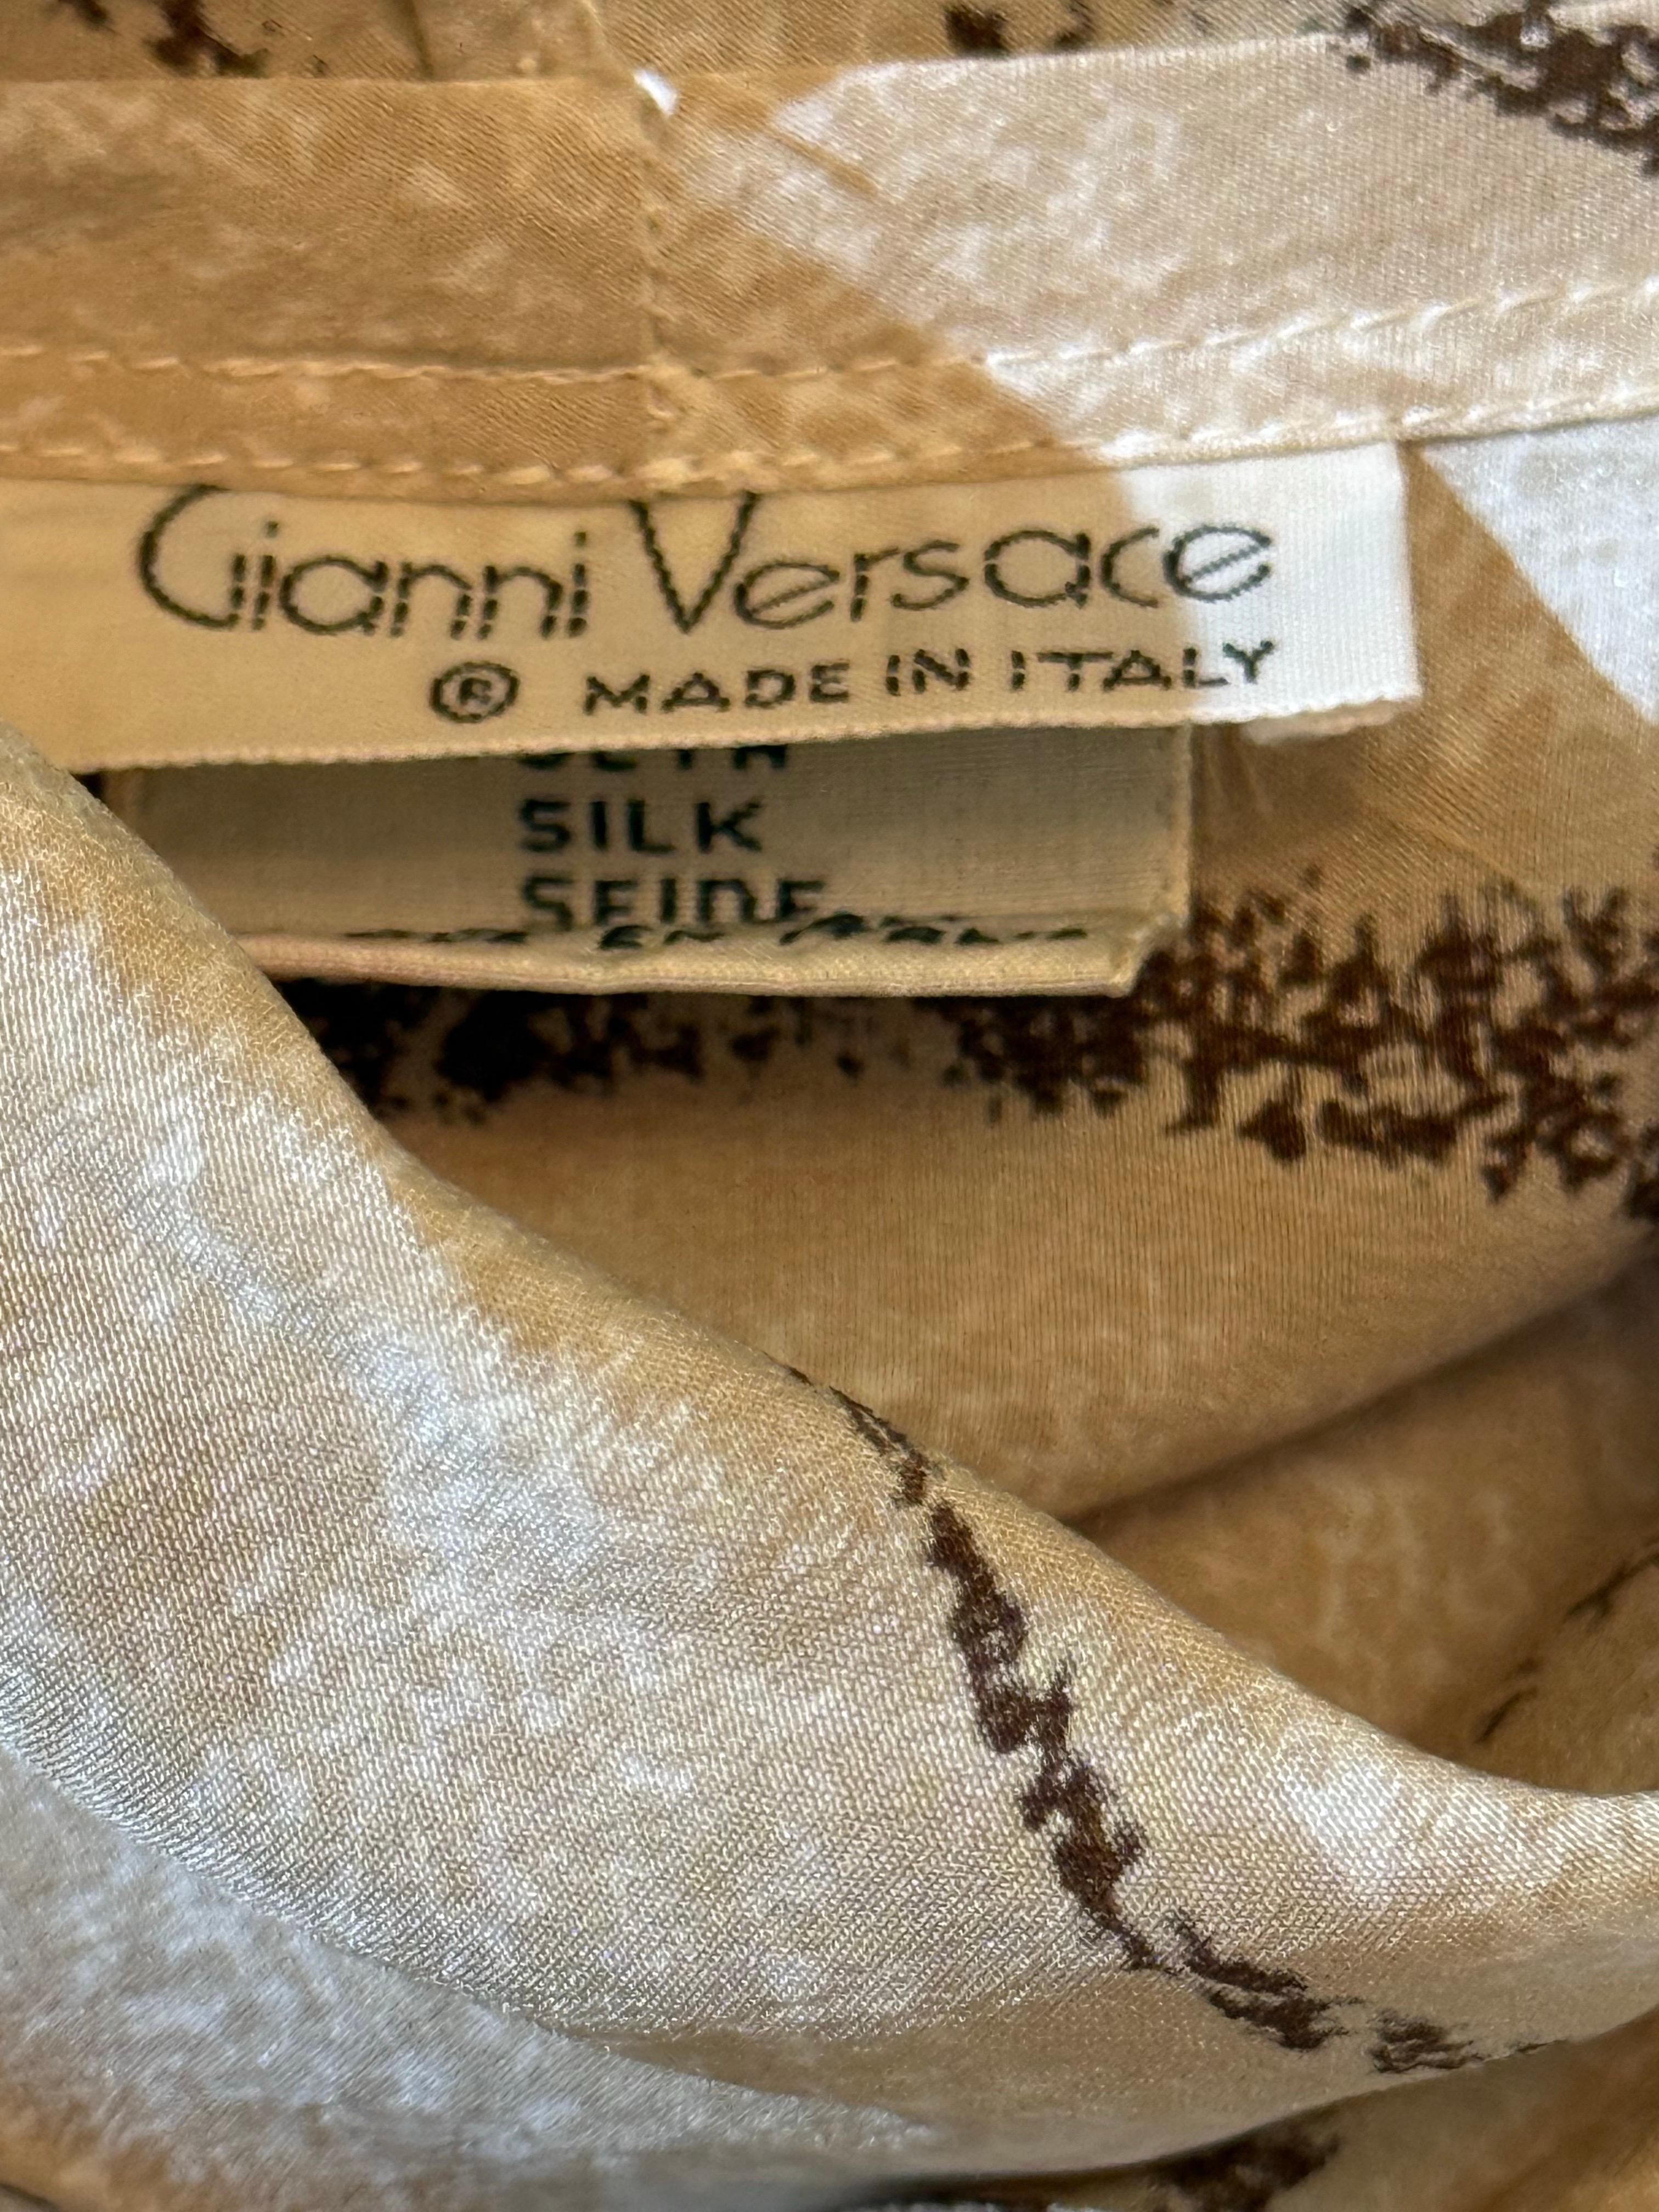 Gianni Versace
® MADE IN ITALY
SILK
SEIDE